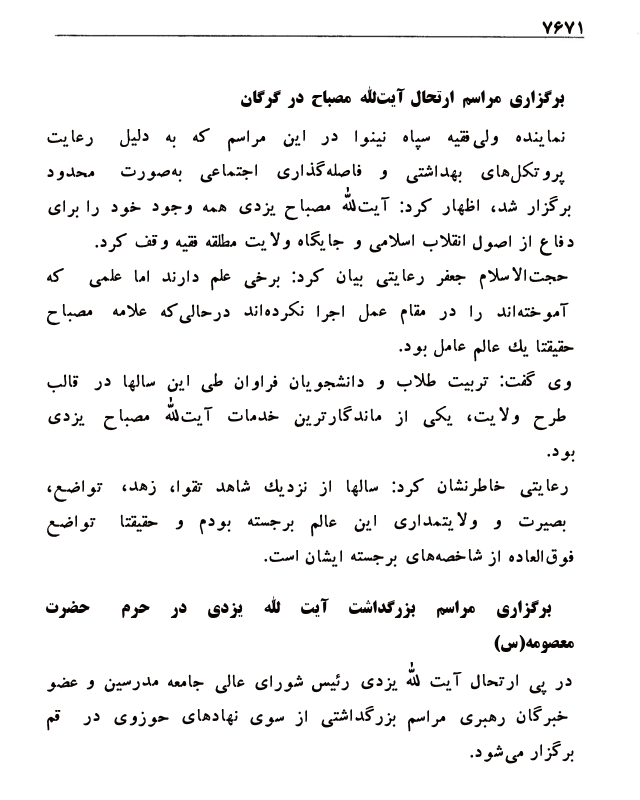 ۷۶۷۱
برگزاری مراسم ارتحال آیت‌لله مصباح در گرگان
نماینده ولی‌فقیه سپاه نینوا در این مراسم که به دلیل رعایت
پروتکل‌های بهداشتی و فاصله‌گذاری اجتماعی به‌صورت محدود
برگزار شد، اظهار کرد: آیت‌لله مصباح یزدی همه وجود خود را برای
دفاع از اصول انقلاب اسلامی و جایگاه ولایت مطلقه فقیه وقف کرد.
حجت‌الاسلام جعفر رعایتی بیان کرد: برخی علم دارند اما علمی که
آموخته‌اند را در مقام عمل اجرا نکرده‌اند درحالی‌که علامه مصباح
حقیقتا یك عالم عامل بود.
وی گفت: تربیت طلاب و دانشجویان فراوان طی این سالها در قالب
طرح ولایت، یکی از ماندگارترین خدمات آیت‌لله مصباح یزدی
بود.
رعایتی خاطرنشان کرد: سالها از نزدیك شاهد تقوا، زهد، تواضع،
بصیرت و ولایتمداری این عالم برجسته بودم و حقیقتا تواضع
فوق‌العاده از شاخصه‌های برجسته ایشان است.
برگزاری مراسم بزرگداشت آیت لله یزدی در حرم حضرت
معصومه(س)
در پی ارتحال آیت لله یزدی رئیس شورای عالی جامعه مدرسین و عضو
خبرگان رهبری مراسم بزرگداشتی از سوی نهادهای حوزوی در قم
برگزار می‌شود.